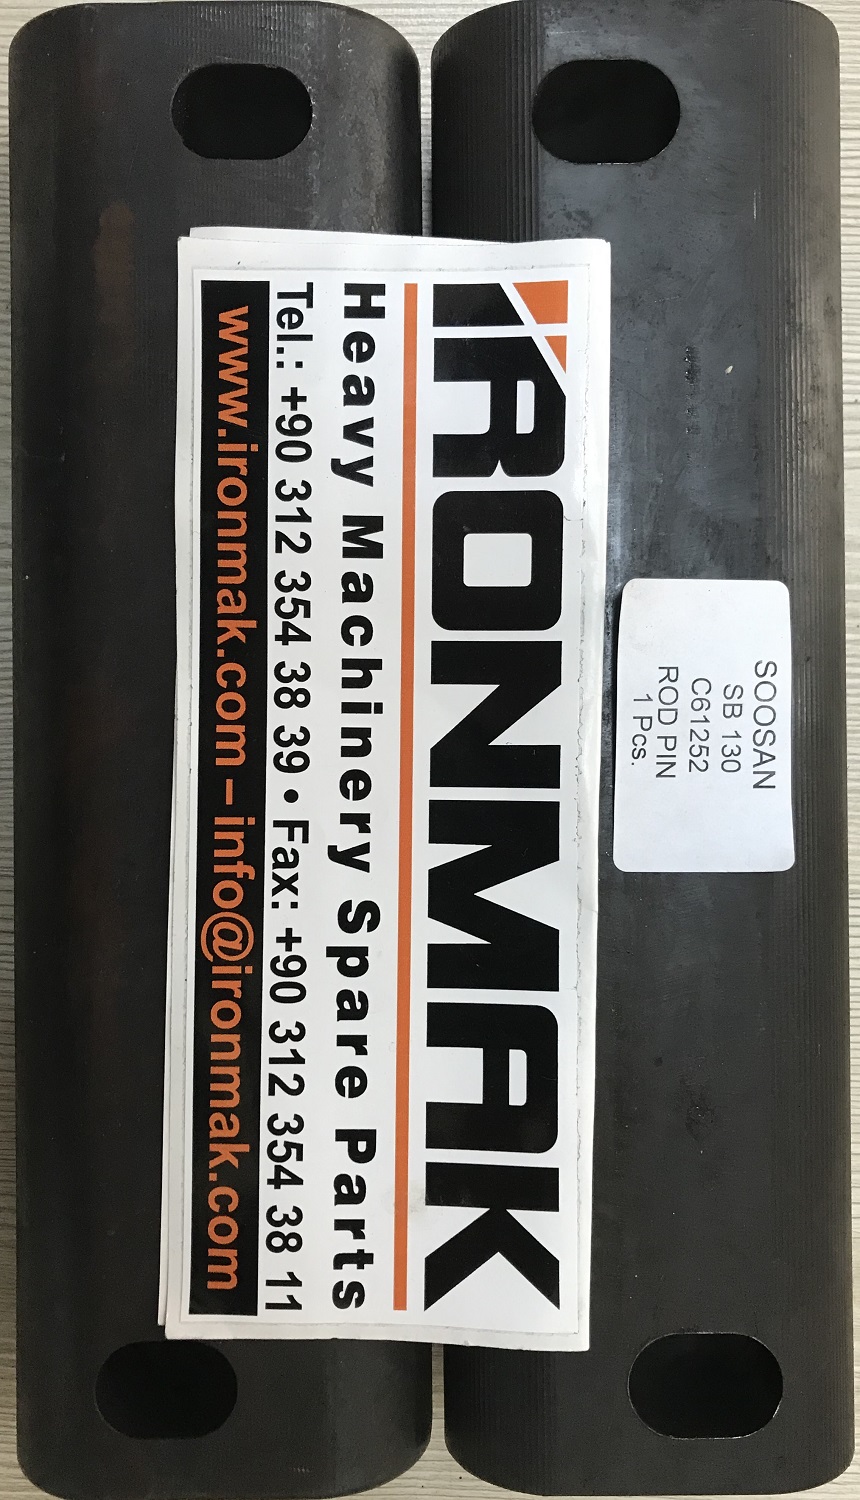 IRONMAK
Heavy Machinery Spare Parts
Tel.: +90 312 354 38 39 • Fax: +90 312 354 38 11
www.ironmak.com – info@ironmak.com
SOOSAN
SB 130
C61252
ROD PIN
1 Pcs.